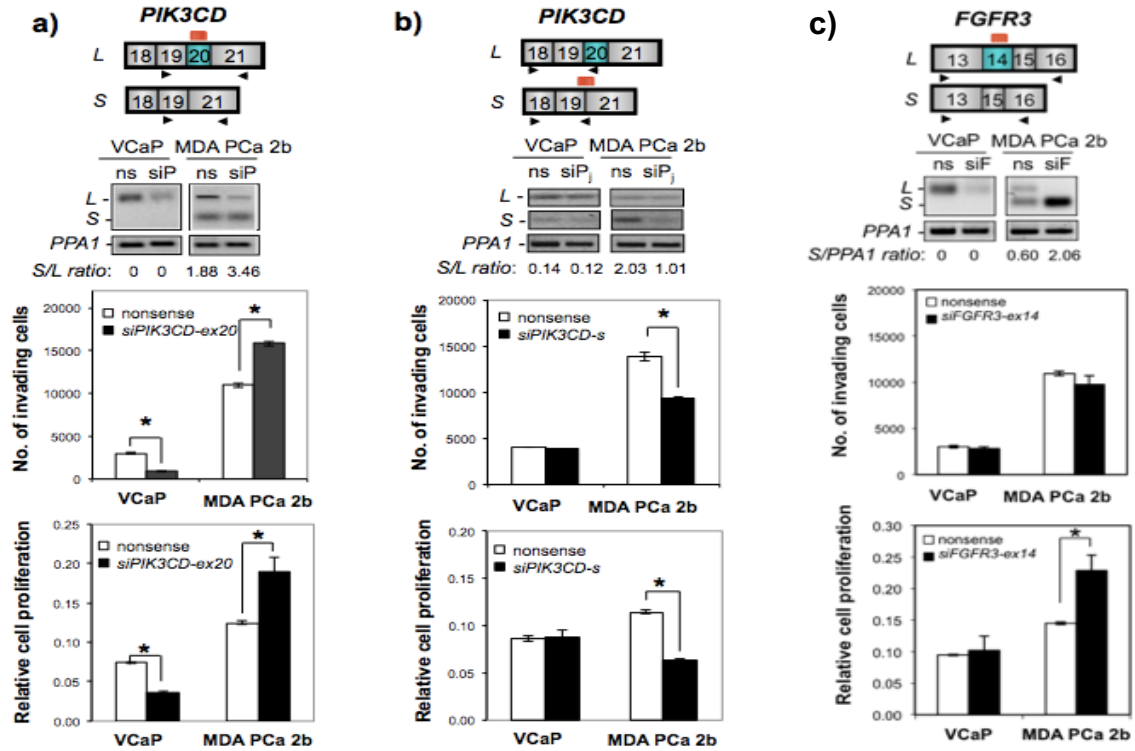 a)
PIK3CD
L 18 19 20 21
S 18 19 21
VCaP MDA PCa 2b
ns siP ns siP
L -
S -
PPA1 -
S/L ratio: 0 0 1.88 3.46
No. of invading cells
20000
15000
10000
5000
0
nonsense
siPIK3CD-ex20
*
*
VCaP MDA PCa 2b
Relative cell proliferation
0.25
0.20
0.15
0.10
0.05
0.00
nonsense
siPIK3CD-ex20
*
*
VCaP MDA PCa 2b
b)
PIK3CD
L 18 19 20 21
S 18 19 21
VCaP MDA PCa 2b
ns siPj ns siPj
L -
S -
PPA1 -
S/L ratio: 0.14 0.12 2.03 1.01
No. of invading cells
20000
15000
10000
5000
0
nonsense
siPIK3CD-s
*
VCaP MDA PCa 2b
Relative cell proliferation
0.20
0.15
0.10
0.05
0.00
nonsense
siPIK3CD-s
*
VCaP MDA PCa 2b
c)
FGFR3
L 13 14 15 16
S 13 15 16
VCaP MDA PCa 2b
ns siF ns siF
L -
S -
PPA1 -
S/PPA1 ratio: 0 0 0.60 2.06
No. of invading cells
20000
15000
10000
5000
0
nonsense
siFGFR3-ex14
VCaP MDA PCa 2b
Relative cell proliferation
0.30
0.25
0.20
0.15
0.10
0.05
0.00
nonsense
siFGFR3-ex14
*
VCaP MDA PCa 2b